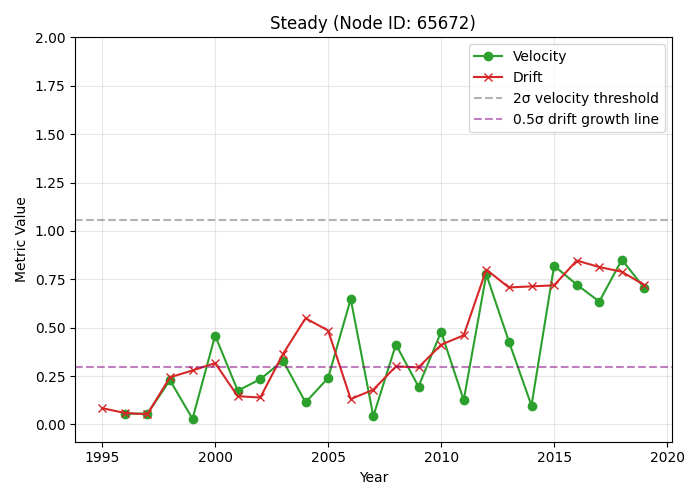 Steady (Node ID: 65672)
Velocity
Drift
2σ velocity threshold
0.5σ drift growth line
Metric Value
2.00
1.75
1.50
1.25
1.00
0.75
0.50
0.25
0.00
1995
2000
2005
2010
2015
2020
Year